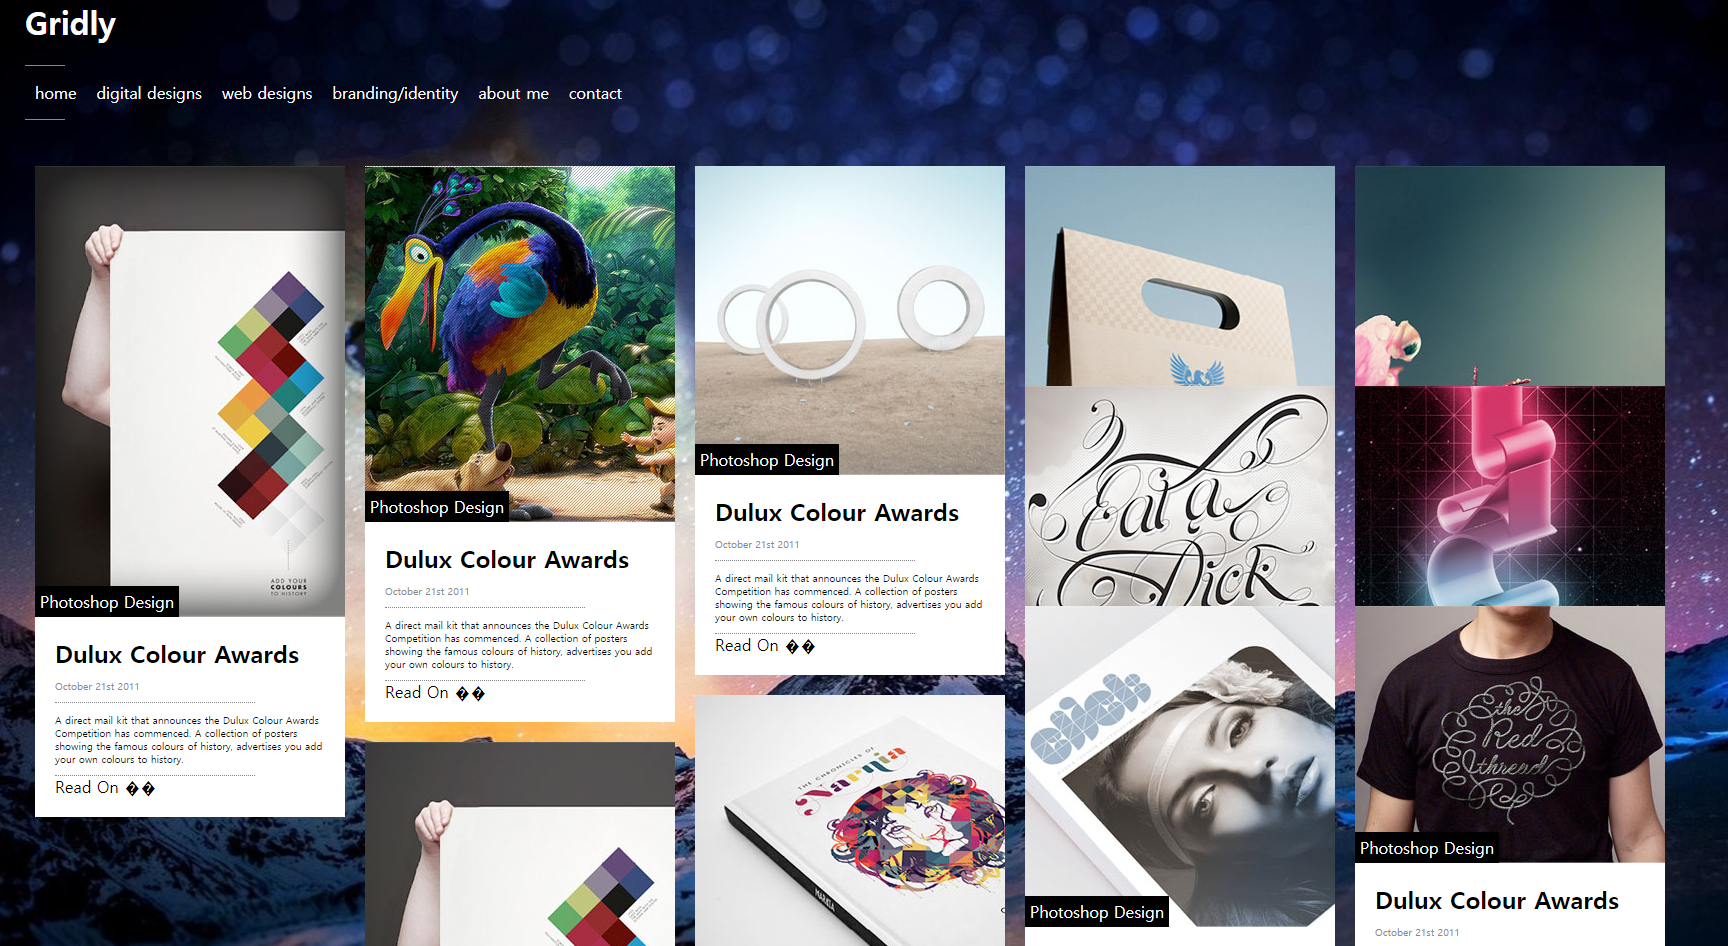 Gridly
home digital designs web designs branding/identity about me contact
ADD YOUR
COLOURS
TO HISTORY
Photoshop Design
Dulux Colour Awards
October 21st 2011
A direct mail kit that announces the Dulux Colour Awards
Competition has commenced. A collection of posters
showing the famous colours of history, advertises you add
your own colours to history.
Read On ��
Photoshop Design
Dulux Colour Awards
October 21st 2011
A direct mail kit that announces the Dulux Colour Awards
Competition has commenced. A collection of posters
showing the famous colours of history, advertises you add
your own colours to history.
Read On ��
Photoshop Design
Dulux Colour Awards
October 21st 2011
A direct mail kit that announces the Dulux Colour Awards
Competition has commenced. A collection of posters
showing the famous colours of history, advertises you add
your own colours to history.
Read On ��
THE CHRONICLES OF
Narnia
Dick
Photoshop Design
the
Red
thread
Photoshop Design
Dulux Colour Awards
October 21st 2011